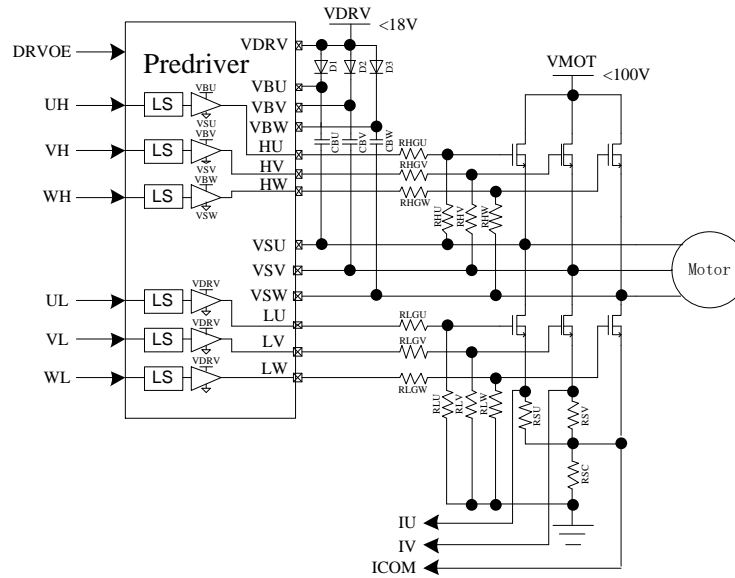 VDRV
<18V
DRVOE
Predriver
VDRV
D1
D2
D3
VMOT
<100V
VBU
UH
LS
VBU
VSU
VBV
VBW
CBU
CBV
CBW
HU
RHGU
VH
LS
VBV
VSV
HV
RHGV
WH
LS
VBW
VSW
HW
RHGW
RHU
RHV
RHW
VSU
VSV
Motor
VSW
UL
LS
VDRV
LU
RLGU
VL
LS
VDRV
LV
RLGV
WL
LS
VDRV
LW
RLGW
RLU
RLV
RLW
RSU
RSV
RSC
IU
IV
ICOM